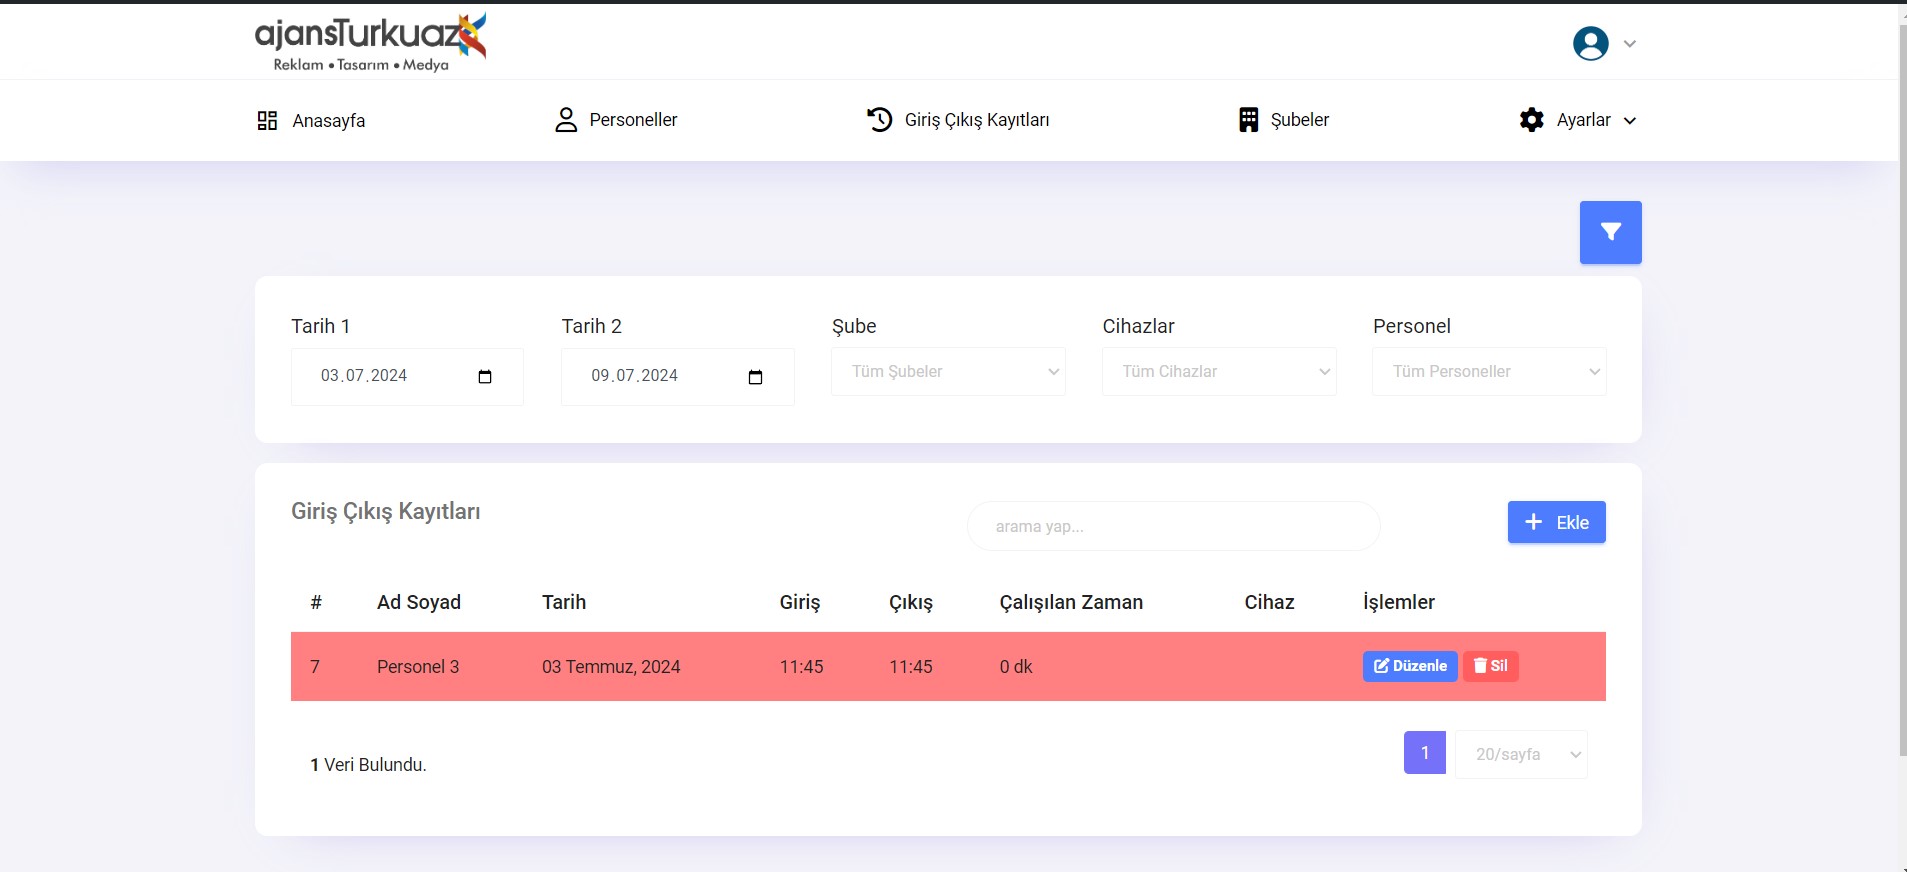 ajansTurkuaz
Reklam • Tasarım • Medya
Anasayfa
Personeller
Giriş Çıkış Kayıtları
Şubeler
Ayarlar
Tarih 1
Tarih 2
Şube
Cihazlar
Personel
03.07.2024
09.07.2024
Tüm Şubeler
Tüm Cihazlar
Tüm Personeller
Giriş Çıkış Kayıtları
arama yap...
+ Ekle
# Ad Soyad Tarih Giriş Çıkış Çalışılan Zaman Cihaz İşlemler
7 Personel 3 03 Temmuz, 2024 11:45 11:45 0 dk Düzenle Sil
1 Veri Bulundu.
1
20/sayfa